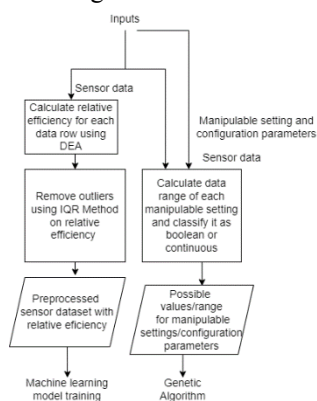 Inputs
Sensor data
Calculate relative
efficiency for each
data row using
DEA
Manipulable setting and
configuration parameters
Sensor data
Remove outliers
using IQR Method
on relative
efficiency
Calculate data
range of each
manipulable setting
and classify it as
boolean or
continuous
Preprocessed
sensor dataset with
relative eficiency
Possible
values/range
for manipulable
settings/configuration
parameters
Machine learning
model training
Genetic
Algorithm